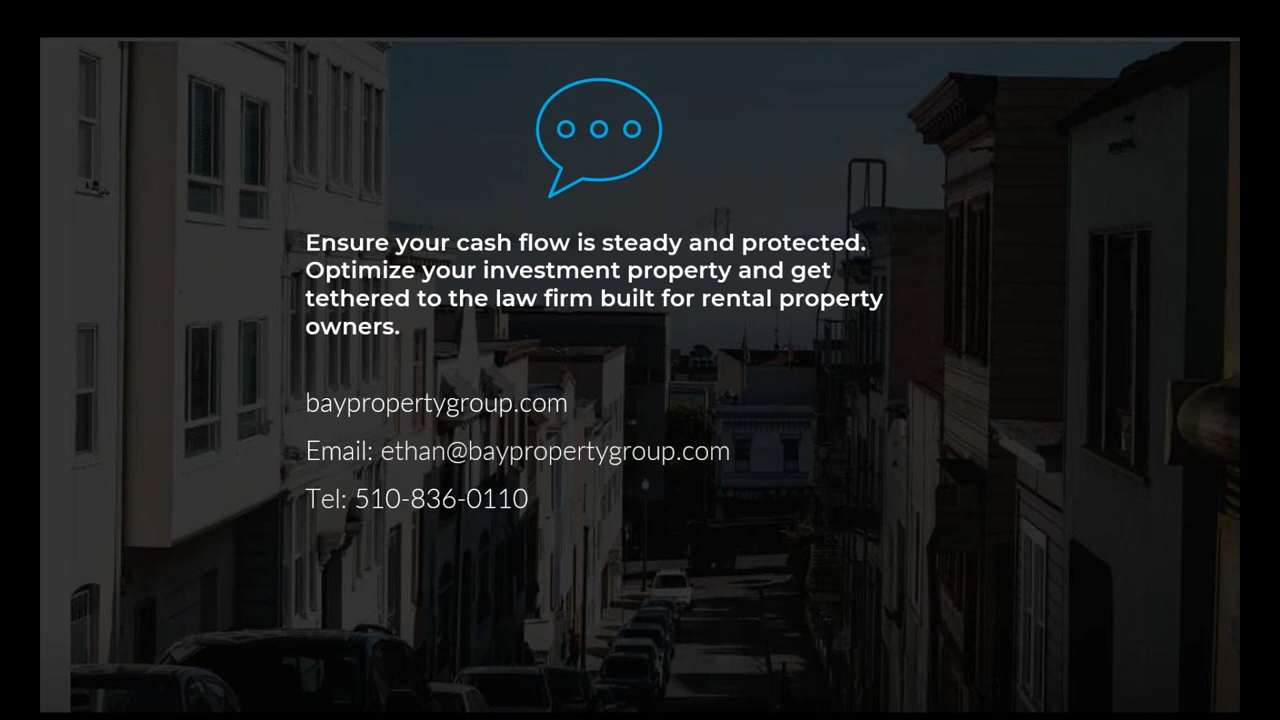 Ensure your cash flow is steady and protected.
Optimize your investment property and get
tethered to the law firm built for rental property
owners.
baypropertygroup.com
Email: ethan@baypropertygroup.com
Tel: 510-836-0110